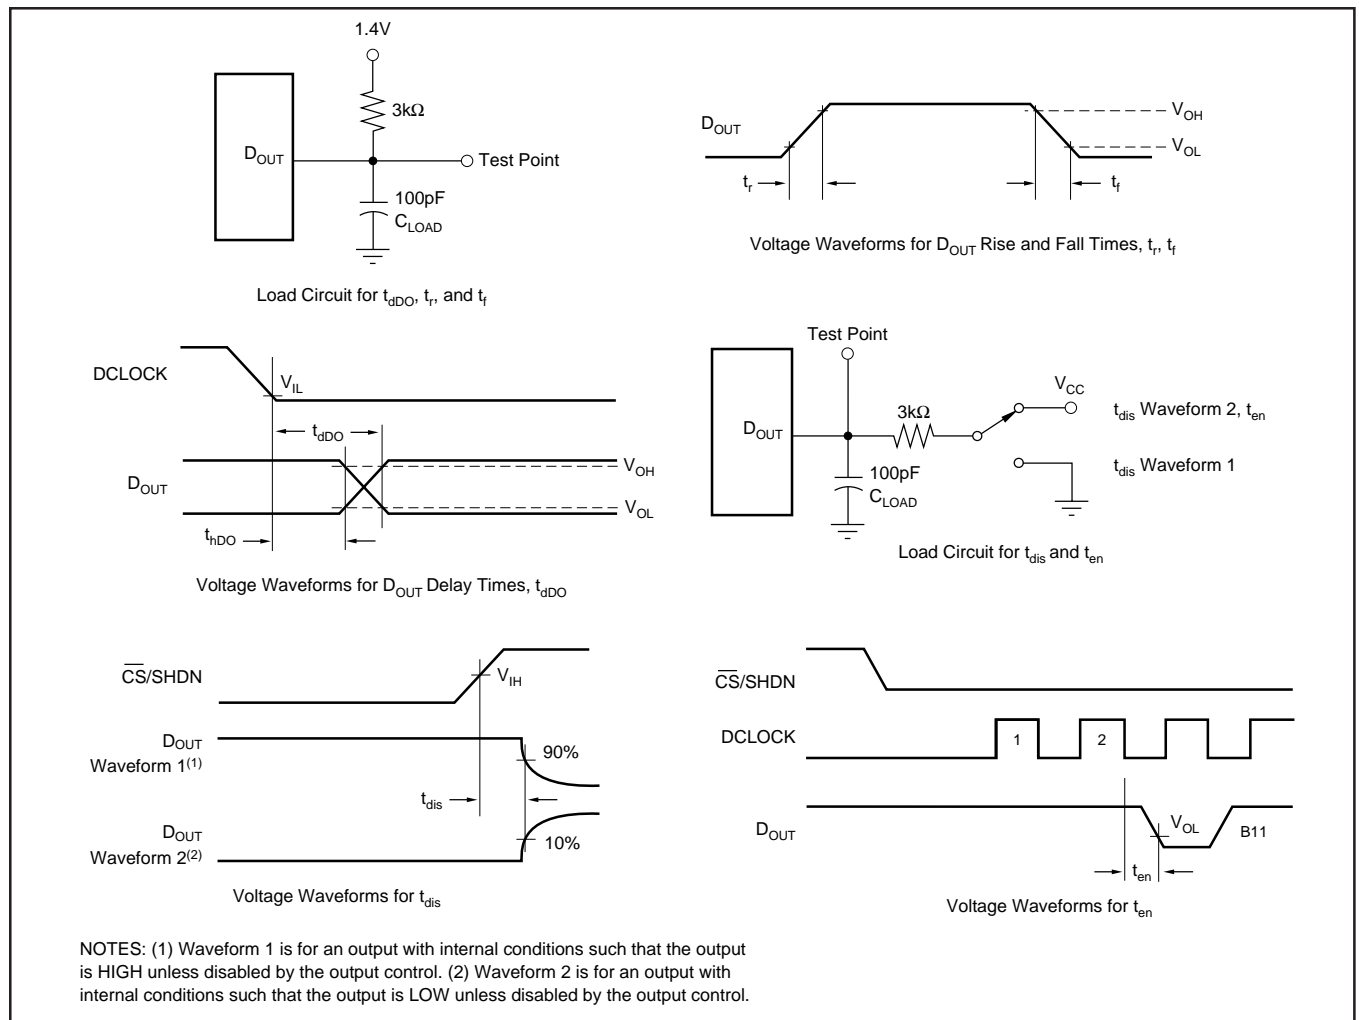 1.4V
3kΩ
DOUT
Test Point
100pF
CLOAD
Load Circuit for tdDO, tr, and tf
DOUT
VOH
VOL
tr
tf
Voltage Waveforms for DOUT Rise and Fall Times, tr, tf
DCLOCK
VIL
tdDO
DOUT
VOH
VOL
thDO
Voltage Waveforms for DOUT Delay Times, tdDO
Test Point
DOUT
3kΩ
VCC
tdis Waveform 2, ten
tdis Waveform 1
100pF
CLOAD
Load Circuit for tdis and ten
CS/SHDN
VIH
DOUT
Waveform 1(1)
90%
tdis
DOUT
Waveform 2(2)
10%
Voltage Waveforms for tdis
CS/SHDN
DCLOCK
1
2
DOUT
VOL
B11
ten
Voltage Waveforms for ten
NOTES: (1) Waveform 1 is for an output with internal conditions such that the output
is HIGH unless disabled by the output control. (2) Waveform 2 is for an output with
internal conditions such that the output is LOW unless disabled by the output control.